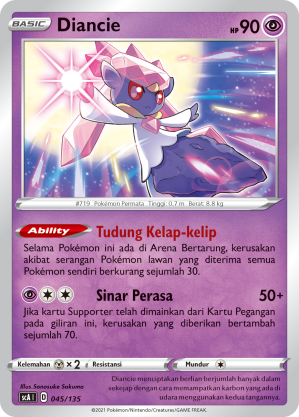 BASIC Diancie HP 90
#719 Pokémon Permata Tinggi: 0.7 m Berat: 8.8 kg
Ability Tudung Kelap-kelip
Selama Pokémon ini ada di Arena Bertarung, kerusakan
akibat serangan Pokémon lawan yang diterima semua
Pokémon sendiri berkurang sejumlah 30.
Sinar Perasa 50+
Jika kartu Supporter telah dimainkan dari Kartu Pegangan
pada giliran ini, kerusakan yang diberikan bertambah
sejumlah 70.
Kelemahan ×2 Resistansi Mundur
Illus. Sanosuke Sakuma
Diancie menciptakan berlian berjumlah banyak dalam
sekejap dengan cara memampatkan karbon yang ada di
udara menggunakan kedua tangannya.
SCA I D 045/135
©2021 Pokémon/Nintendo/Creatures/GAME FREAK.